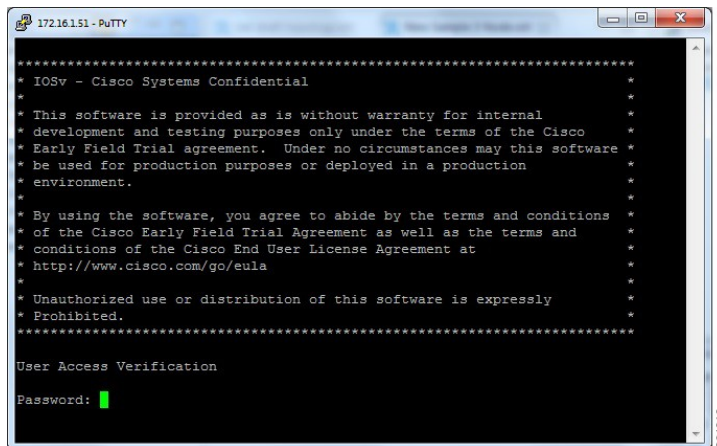 172.16.1.51 - PuTTY
**************************************************************************
* IOSv - Cisco Systems Confidential *
* *
* This software is provided as is without warranty for internal *
* development and testing purposes only under the terms of the Cisco *
* Early Field Trial agreement. Under no circumstances may this software *
* be used for production purposes or deployed in a production *
* environment. *
* *
* By using the software, you agree to abide by the terms and conditions *
* of the Cisco Early Field Trial Agreement as well as the terms and *
* conditions of the Cisco End User License Agreement at *
* http://www.cisco.com/go/eula *
* *
* Unauthorized use or distribution of this software is expressly *
* Prohibited. *
**************************************************************************
User Access Verification
Password: